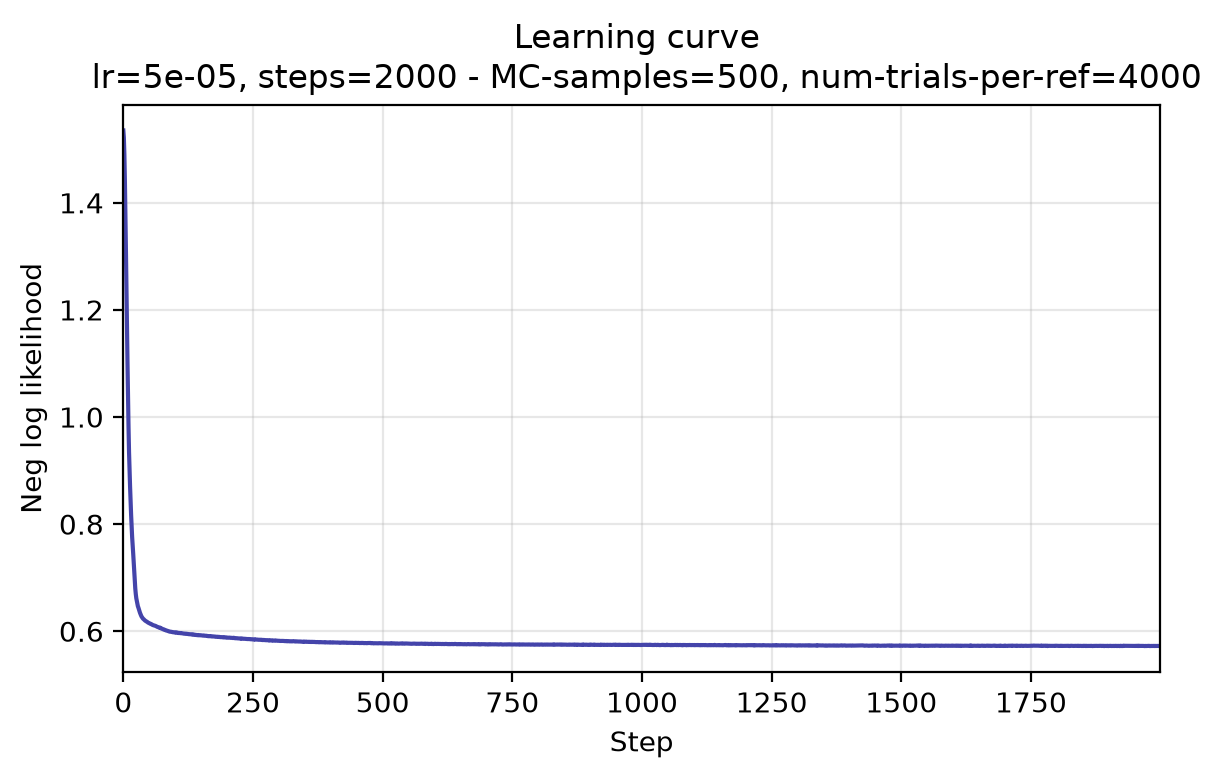 Learning curve
lr=5e-05, steps=2000 - MC-samples=500, num-trials-per-ref=4000
Neg log likelihood
1.4
1.2
1.0
0.8
0.6
0 250 500 750 1000 1250 1500 1750
Step